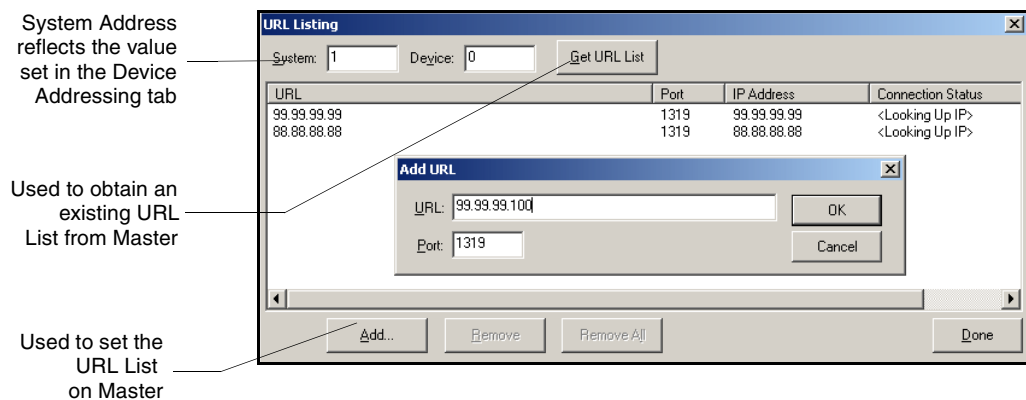 System Address
reflects the value
set in the Device
Addressing tab
Used to obtain an
existing URL
List from Master
Used to set the
URL List
on Master
URL Listing
System: 1 Device: 0 Get URL List
URL Port IP Address Connection Status
99.99.99.99 1319 99.99.99.99 <Looking Up IP>
88.88.88.88 1319 88.88.88.88 <Looking Up IP>
Add URL
URL: 99.99.99.100 OK
Port: 1319 Cancel
Add... Remove Remove All Done